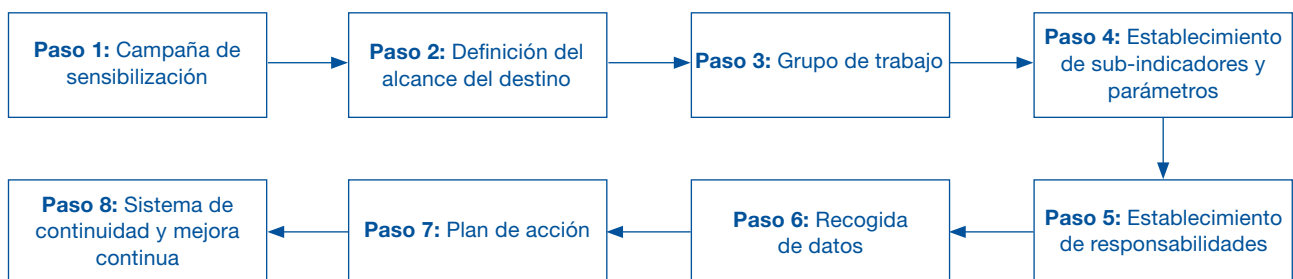 Paso 1: Campaña de
sensibilización
Paso 2: Definición del
alcance del destino
Paso 3: Grupo de trabajo
Paso 4: Establecimiento
de sub-indicadores y
parámetros
Paso 5: Establecimiento
de responsabilidades
Paso 6: Recogida
de datos
Paso 7: Plan de acción
Paso 8: Sistema de
continuidad y mejora
continua